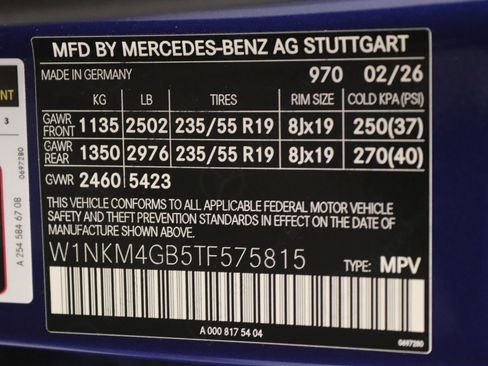 MFD BY MERCEDES-BENZ AG STUTTGART
MADE IN GERMANY 970 02/26
KG LB TIRES RIM SIZE COLD KPA(PSI)
GAWR FRONT 1135 2502 235/55 R19 8Jx19 250(37)
GAWR REAR 1350 2976 235/55 R19 8Jx19 270(40)
GVWR 2460 5423
THIS VEHICLE CONFORMS TO ALL APPLICABLE FEDERAL MOTOR VEHICLE
SAFETY AND THEFT PREVENTION STANDARDS IN EFFECT ON THE DATE OF
MANUFACTURE SHOWN ABOVE.
W1NKM4GB5TF575815 TYPE: MPV
A 000 817 54 04
0697280
NT
3
0697280
A 254 584 67 08